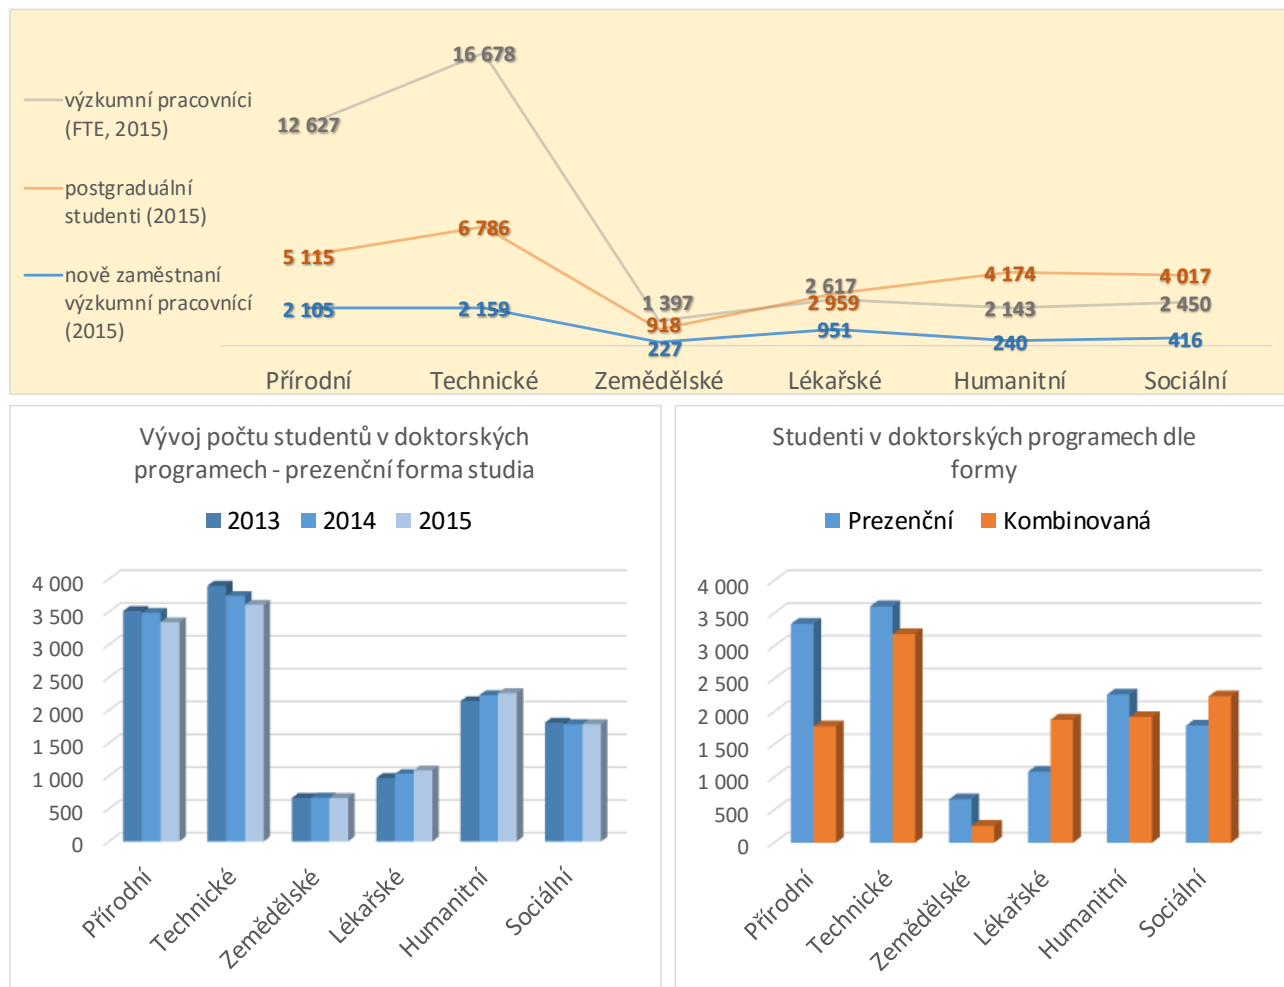 výzkumní pracovníci
(FTE, 2015)
postgraduální
studenti (2015)
nově zaměstnaní
výzkumní pracovnící
(2015)
12 627
16 678
1 397
2 617
2 143
2 450
5 115
6 786
918
2 959
4 174
4 017
2 105
2 159
227
951
240
416
Přírodní
Technické
Zemědělské
Lékařské
Humanitní
Sociální
Vývoj počtu studentů v doktorských
programech - prezenční forma studia
2013
2014
2015
4 000
3 500
3 000
2 500
2 000
1 500
1 000
500
0
Přírodní
Technické
Zemědělské
Lékařské
Humanitní
Sociální
Studenti v doktorských programech dle
formy
Prezenční
Kombinovaná
4 000
3 500
3 000
2 500
2 000
1 500
1 000
500
0
Přírodní
Technické
Zemědělské
Lékařské
Humanitní
Sociální